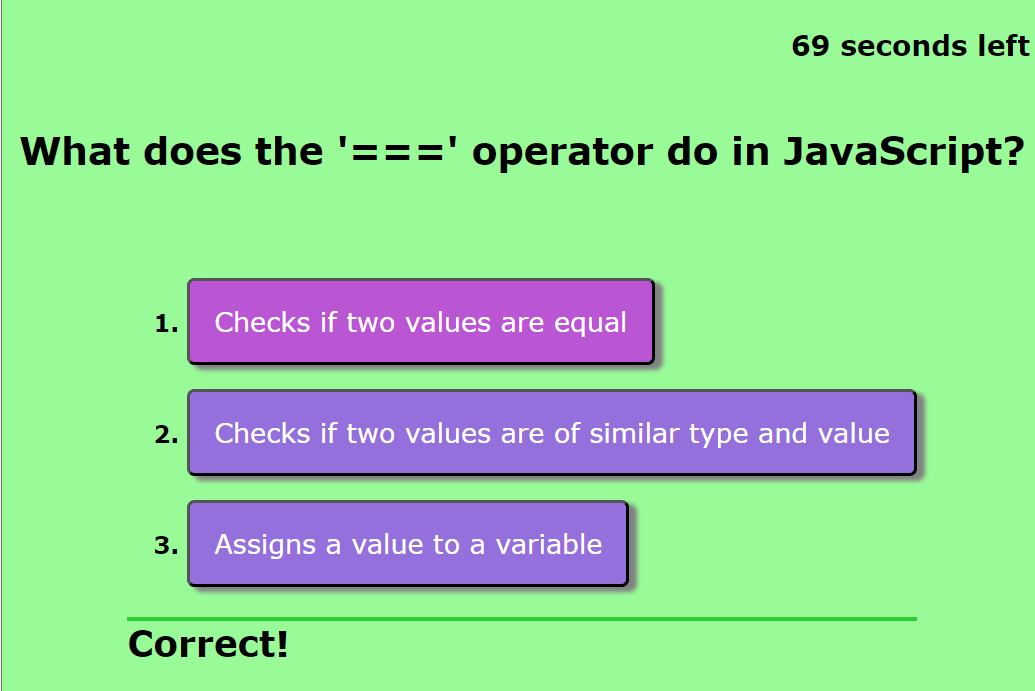 69 seconds left
What does the '===' operator do in JavaScript?
1. Checks if two values are equal
2. Checks if two values are of similar type and value
3. Assigns a value to a variable
Correct!